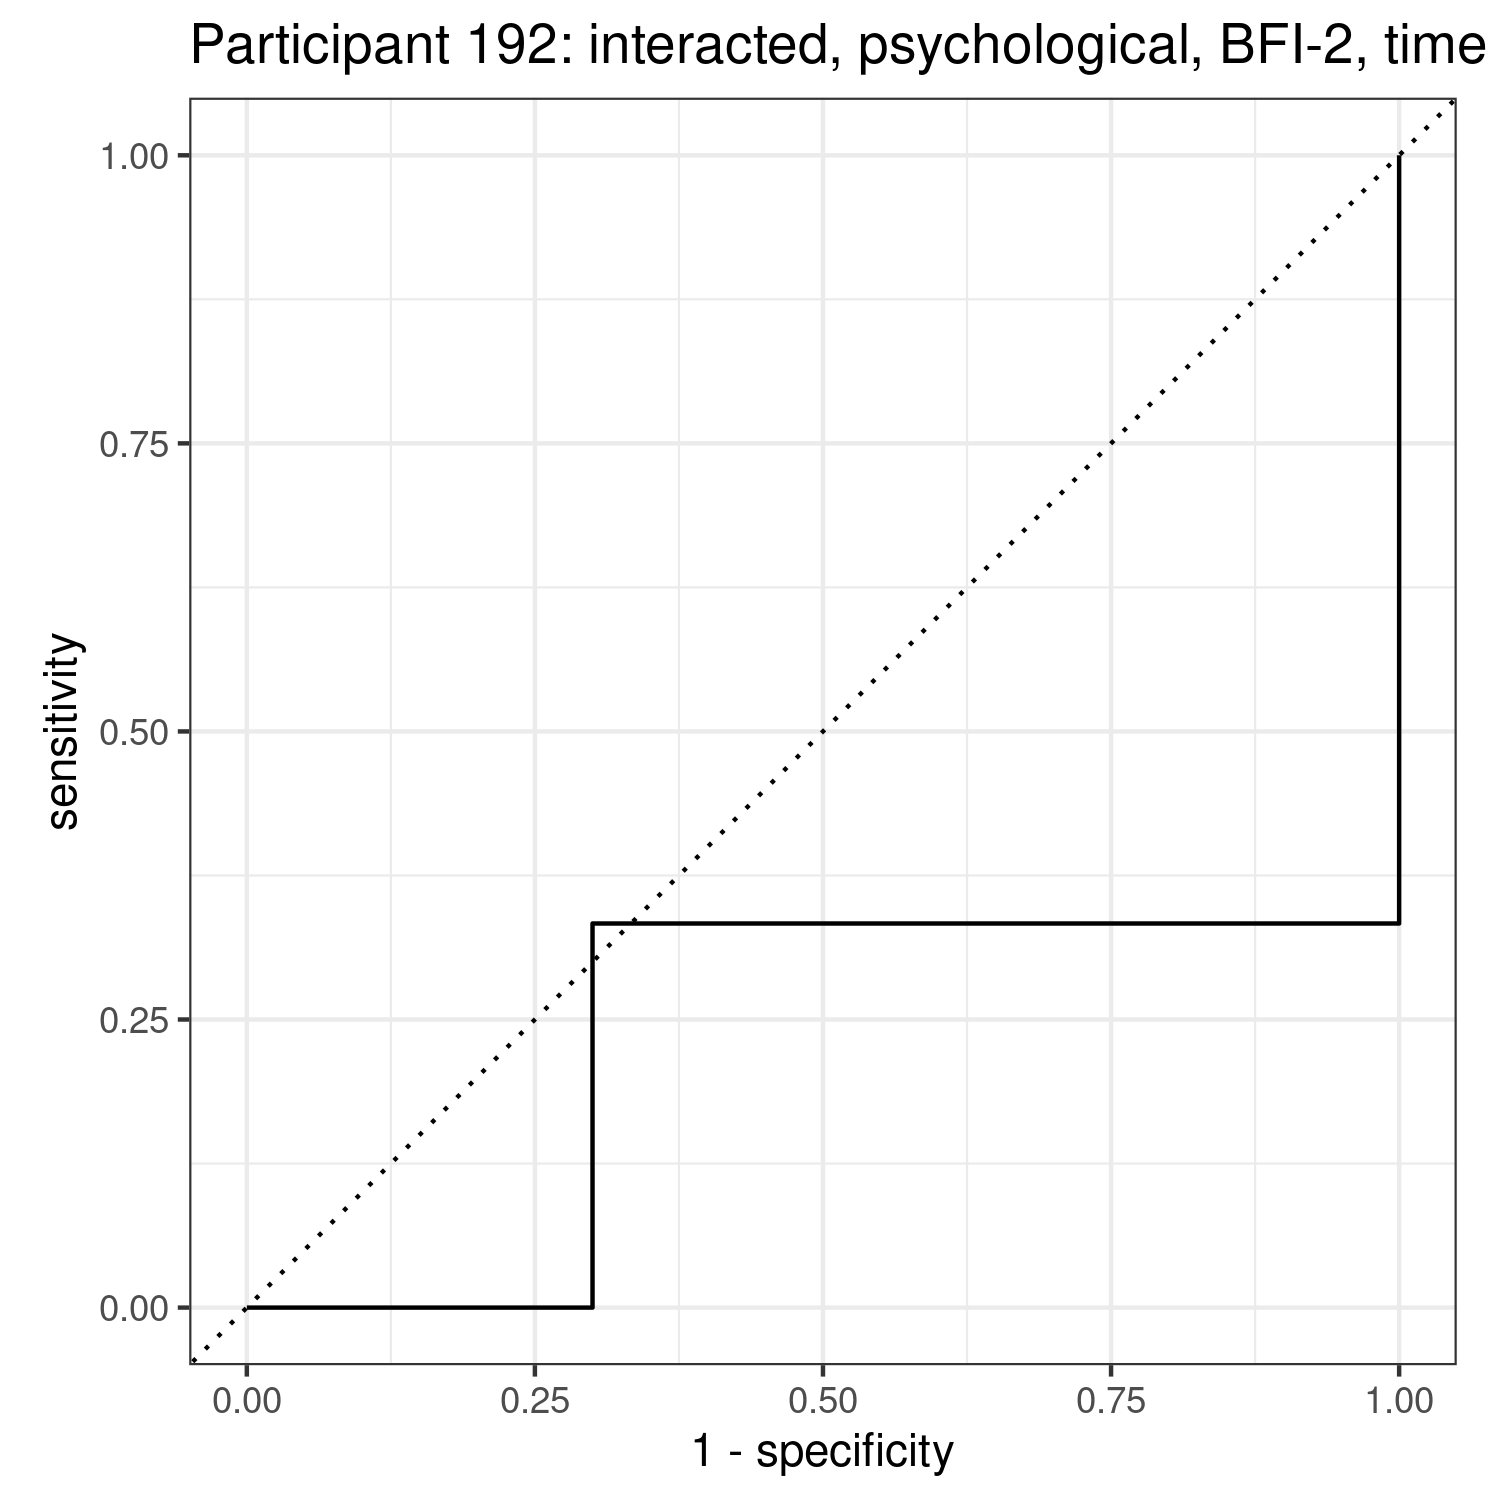 Participant 192: interacted, psychological, BFI-2, time
1.00
0.75
0.50
0.25
0.00
sensitivity
0.00 0.25 0.50 0.75 1.00
1 - specificity